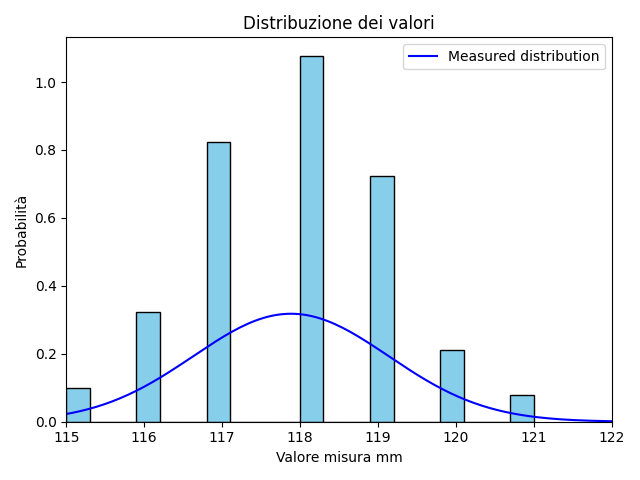 Distribuzione dei valori
Measured distribution
Probabilità
1.0
0.8
0.6
0.4
0.2
0.0
115 116 117 118 119 120 121 122
Valore misura mm